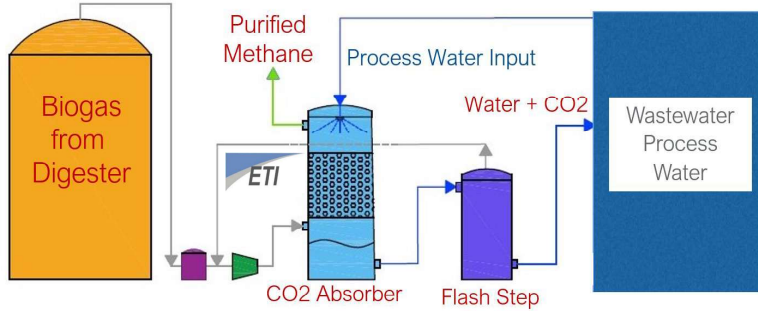 Purified
Methane
Process Water Input
Biogas
from
Digester
Water + CO2
Wastewater
Process
Water
ETI
CO2 Absorber
Flash Step